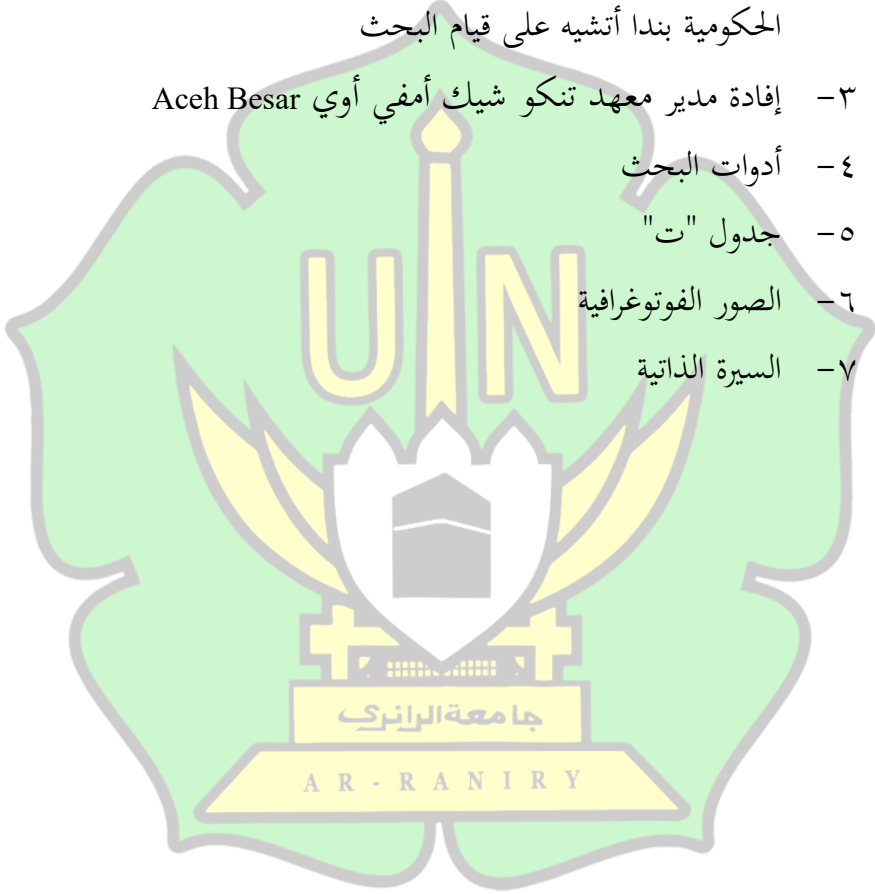 الحكومية بندا أتشيه على قيام البحث
٣- إفادة مدير معهد تنكو شيك أمفي أوي Aceh Besar
٤- أدوات البحث
٥- جدول "ت"
٦- الصور الفوتوغرافية
٧- السيرة الذاتية
UIN
جامعة الرانري
AR-RANIRY